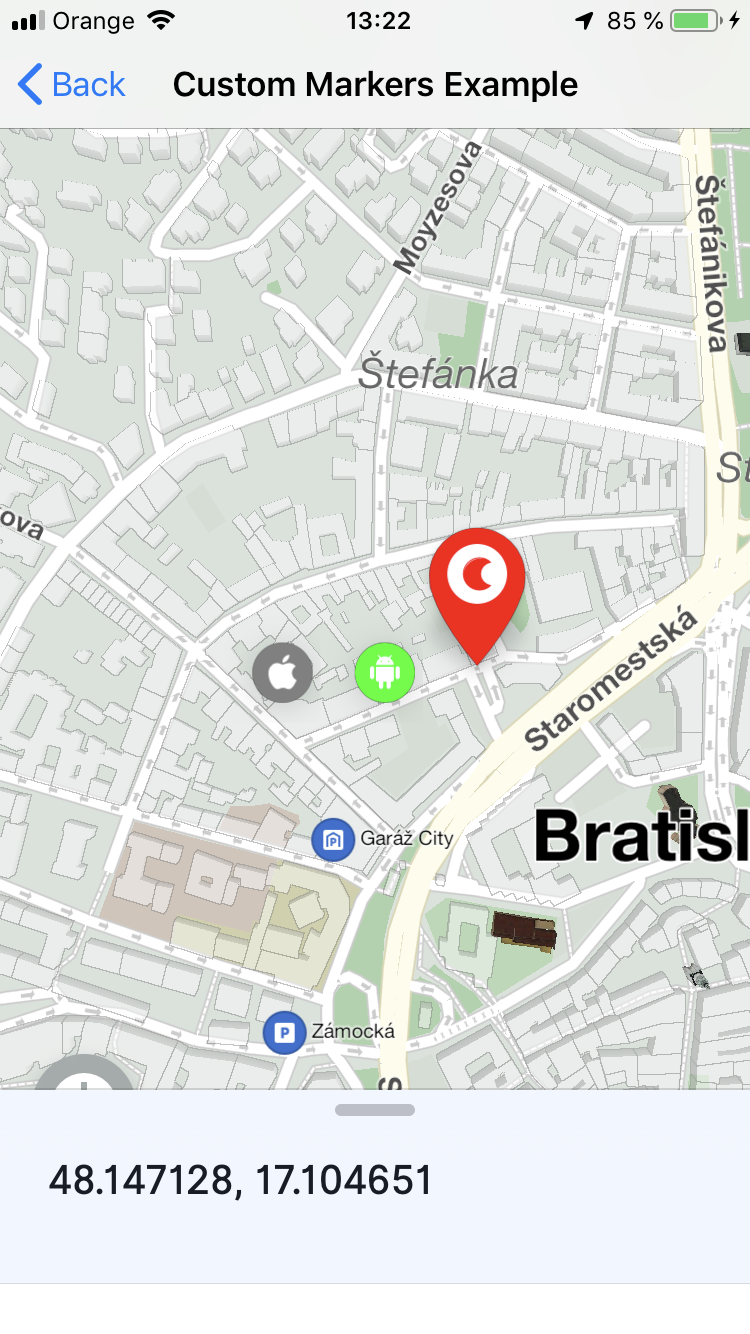 Orange 13:22 85 %
Back Custom Markers Example
Moyzesova
Štefánikova
Štefánka
St
ova
Staromestská
Bratisl
P Garáž City
P Zámocká
S
48.147128, 17.104651